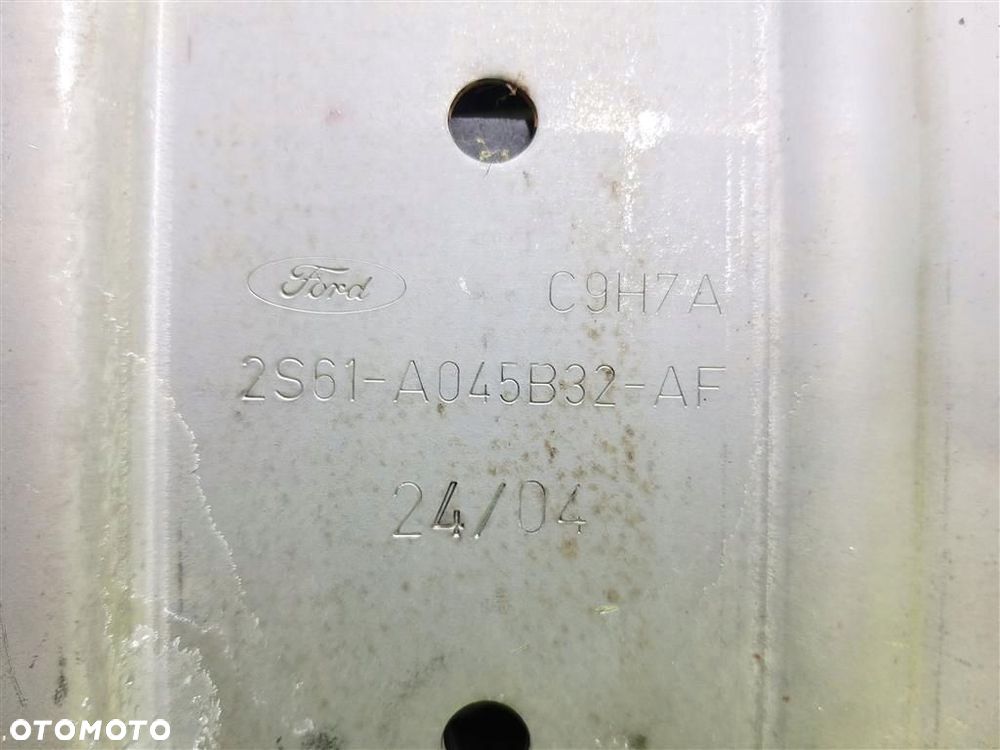 Ford C9H7A
2S61-A045B32-AF
24/04
OTOMOTO